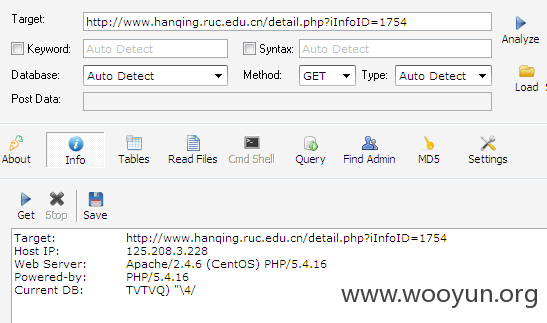 Target: http://www.hanqing.ruc.edu.cn/detail.php?iInfoID=1754
Analyze
Keyword: Auto Detect Syntax: Auto Detect
Database: Auto Detect Method: GET Type: Auto Detect
Load
Post Data:
About Info Tables Read Files Cmd Shell Query Find Admin MD5 Settings
Get Stop Save
Target: http://www.hanqing.ruc.edu.cn/detail.php?iInfoID=1754
Host IP: 125.208.3.228
Web Server: Apache/2.4.6 (CentOS) PHP/5.4.16
Powered-by: PHP/5.4.16
Current DB: TVTVQ) "\4/
www.wooyun.org